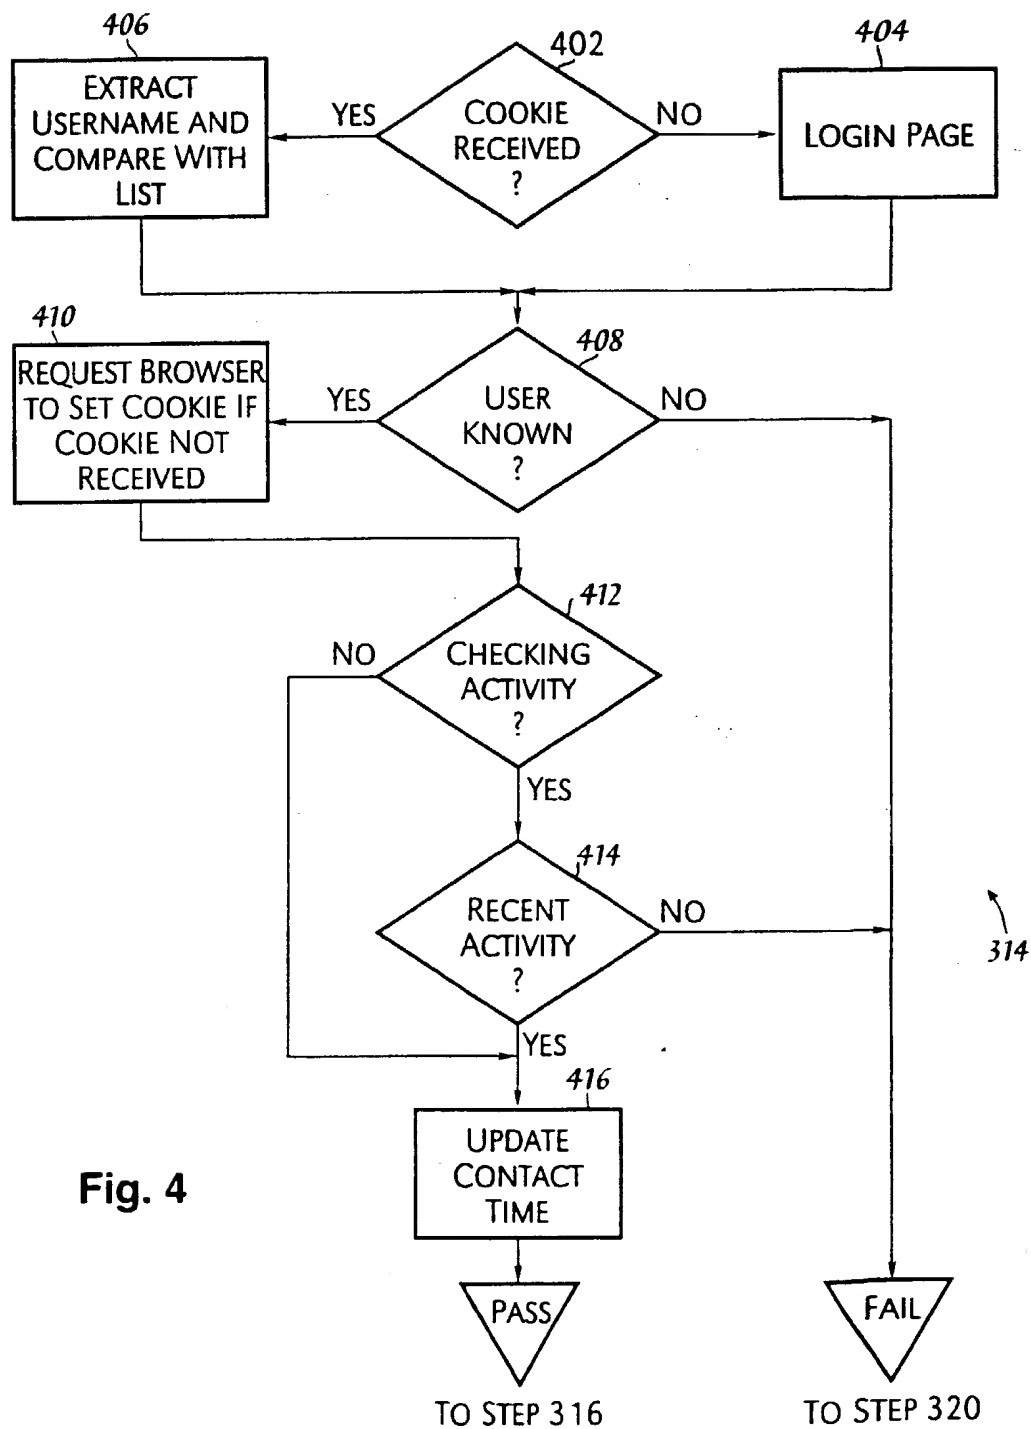 406
EXTRACT
USERNAME AND
COMPARE WITH
LIST
YES
402
COOKIE
RECEIVED
?
NO
404
LOGIN PAGE
410
REQUEST BROWSER
TO SET COOKIE IF
COOKIE NOT
RECEIVED
YES
408
USER
KNOWN
?
NO
412
CHECKING
ACTIVITY
?
NO
YES
414
RECENT
ACTIVITY
?
NO
314
YES
416
UPDATE
CONTACT
TIME
Fig. 4
PASS
FAIL
TO STEP 316
TO STEP 320